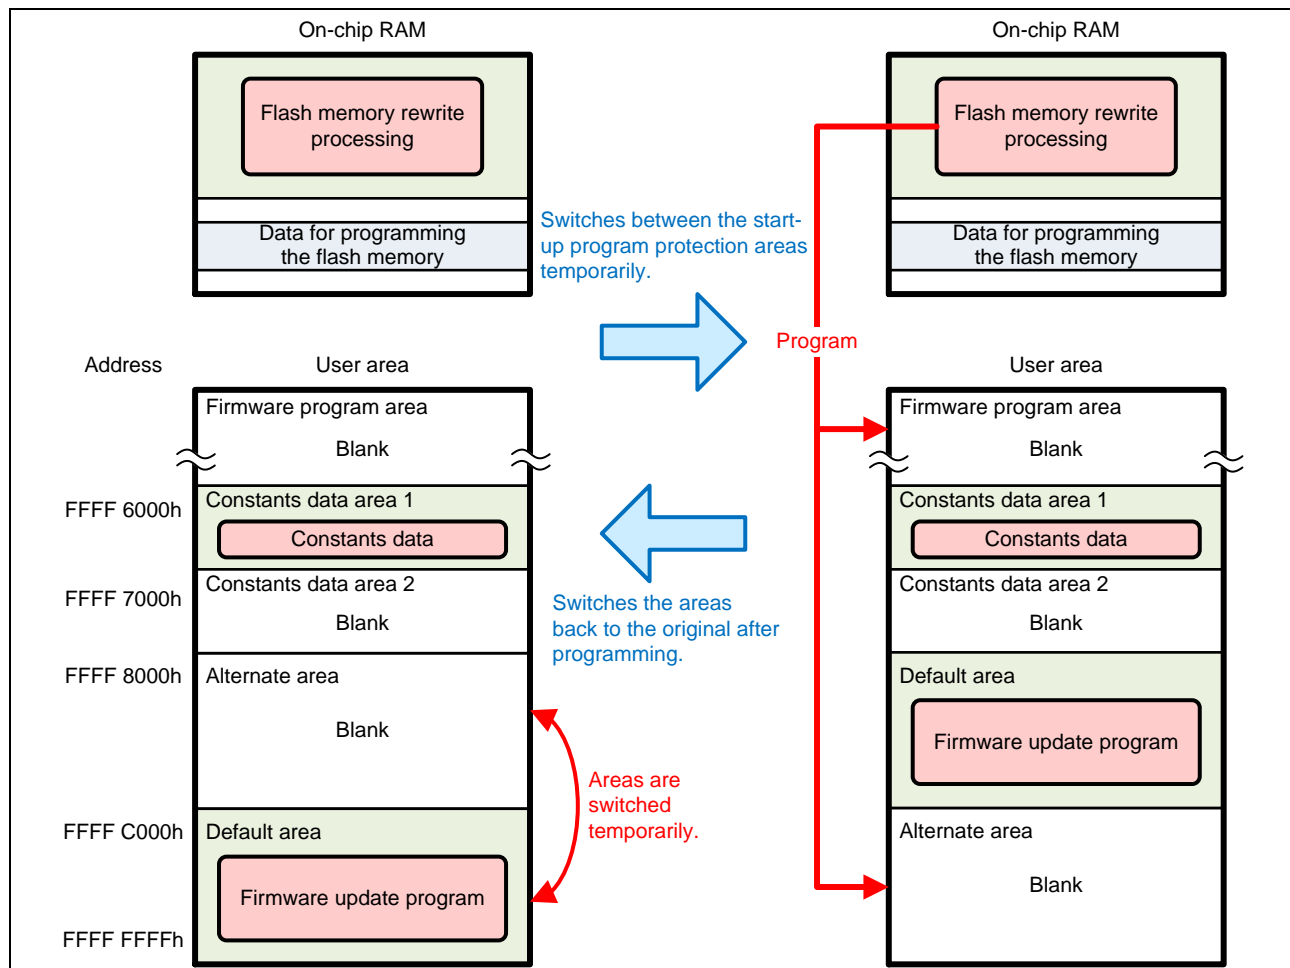 On-chip RAM
Flash memory rewrite
processing
Data for programming
the flash memory
Switches between the start-
up program protection areas
temporarily.
On-chip RAM
Flash memory rewrite
processing
Data for programming
the flash memory
Program
Address
User area
Firmware program area
Blank
FFFF 6000h
Constants data area 1
Constants data
FFFF 7000h
Constants data area 2
Blank
FFFF 8000h
Alternate area
Blank
FFFF C000h
Default area
Firmware update program
FFFF FFFFh
Switches the areas
back to the original after
programming.
Areas are
switched
temporarily.
User area
Firmware program area
Blank
Constants data area 1
Constants data
Constants data area 2
Blank
Default area
Firmware update program
Alternate area
Blank